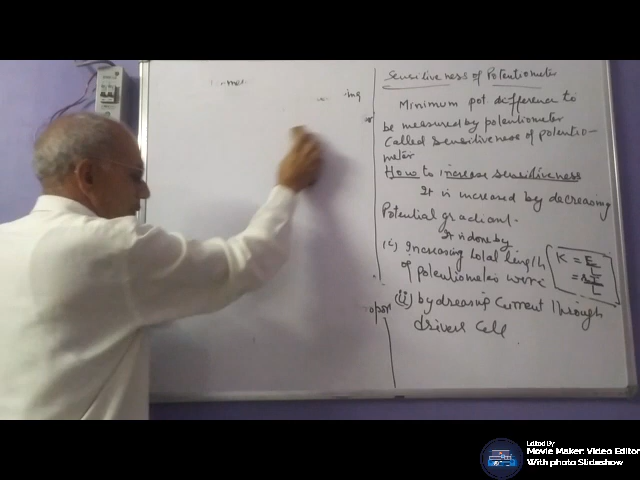 Sensitiveness of Potentiometer
Minimum pot. difference to
be measured by potentiometer
Called sensitiveness of potentio-
meter
How to increase sensitiveness
It is increased by decreasing
Potential gradiant.
It is done by
(i) Increasing total length
of potentiometer wire
K = E/L
(ii) by dreasing current through
driver cell
Edited By
Movie Maker: Video Editor
With photo Slideshow